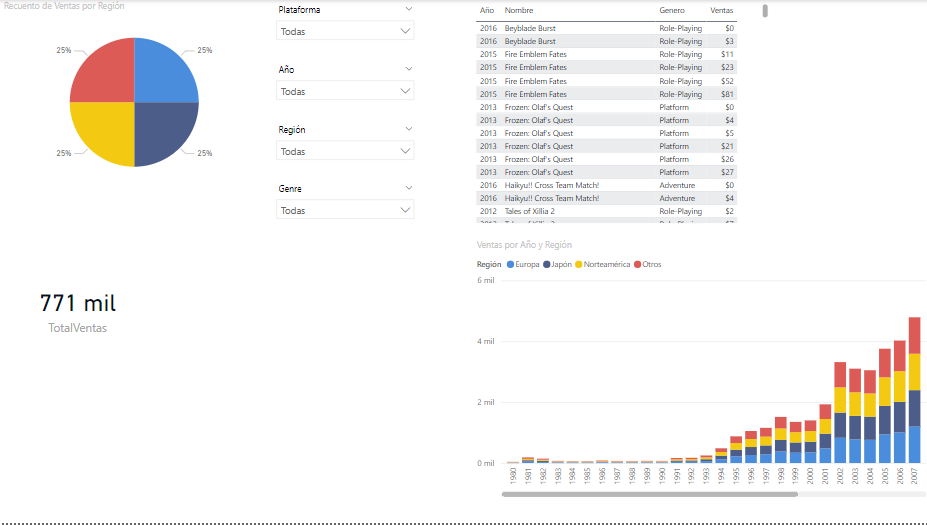 Recuento de Ventas por Región
25%
25%
25%
25%
Plataforma
Todas
Año
Todas
Región
Todas
Genre
Todas
771 mil
TotalVentas
Año Nombre Genero Ventas
2016 Beyblade Burst Role-Playing $0
2016 Beyblade Burst Role-Playing $3
2015 Fire Emblem Fates Role-Playing $11
2015 Fire Emblem Fates Role-Playing $23
2015 Fire Emblem Fates Role-Playing $52
2015 Fire Emblem Fates Role-Playing $81
2013 Frozen: Olaf's Quest Platform $0
2013 Frozen: Olaf's Quest Platform $4
2013 Frozen: Olaf's Quest Platform $5
2013 Frozen: Olaf's Quest Platform $21
2013 Frozen: Olaf's Quest Platform $26
2013 Frozen: Olaf's Quest Platform $27
2016 Haikyu!! Cross Team Match! Adventure $0
2016 Haikyu!! Cross Team Match! Adventure $4
2012 Tales of Xillia 2 Role-Playing $2
Ventas por Año y Región
Región Europa Japón Norteamérica Otros
6 mil
4 mil
2 mil
0 mil
1980 1981 1982 1983 1984 1985 1986 1987 1988 1989 1990 1991 1992 1993 1994 1995 1996 1997 1998 1999 2000 2001 2002 2003 2004 2005 2006 2007